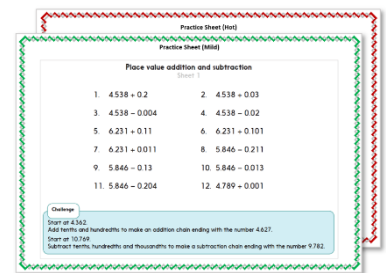 Practice Sheet (Hot)
Practice Sheet (Mild)
Place value addition and subtraction
Sheet 1
1. 4.538 + 0.2 2. 4.538 + 0.03
3. 4.538 – 0.004 4. 4.538 – 0.02
5. 6.231 + 0.11 6. 6.231 + 0.101
7. 6.231 + 0.011 8. 5.846 – 0.211
9. 5.846 – 0.13 10. 5.846 – 0.013
11. 5.846 – 0.204 12. 4.789 + 0.001
Challenge
Start at 4.362.
Add tenths and hundredths to make an addition chain ending with the number 4.627.
Start at 10.769.
Subtract tenths, hundredths and thousandths to make a subtraction chain ending with the number 9.782.